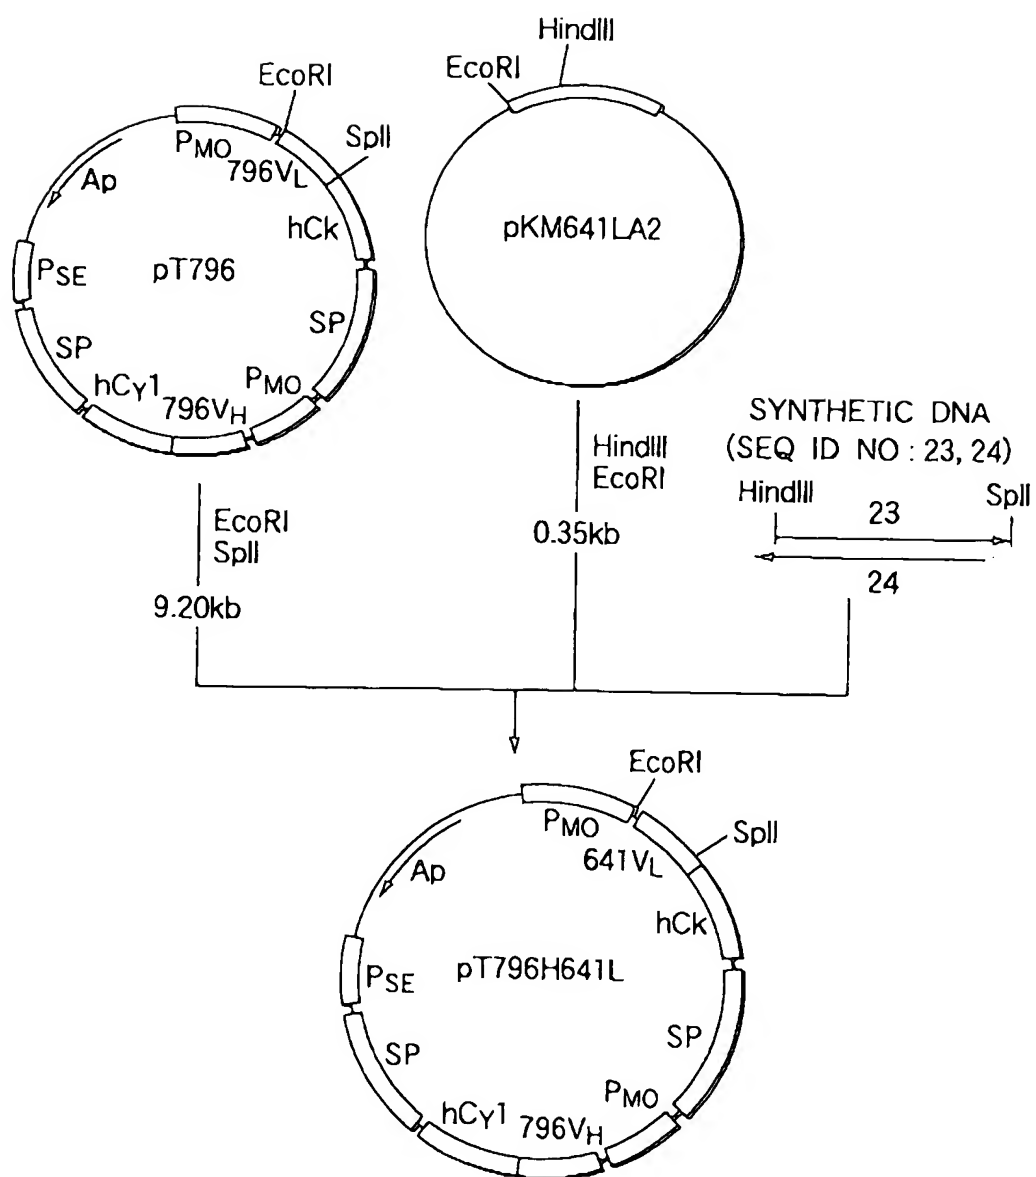 HindIII
EcoRI
EcoRI
SplI
PMO
796VL
Ap
hCk
pKM641LA2
PSE
pT796
SP
SP
PMO
hCγ1
796VH
SYNTHETIC DNA
(SEQ ID NO : 23, 24)
HindIII
EcoRI
HindIII
SplI
EcoRI
SplI
23
0.35kb
24
9.20kb
EcoRI
PMO
SplI
641VL
Ap
hCk
PSE
pT796H641L
SP
SP
PMO
hCγ1
796VH